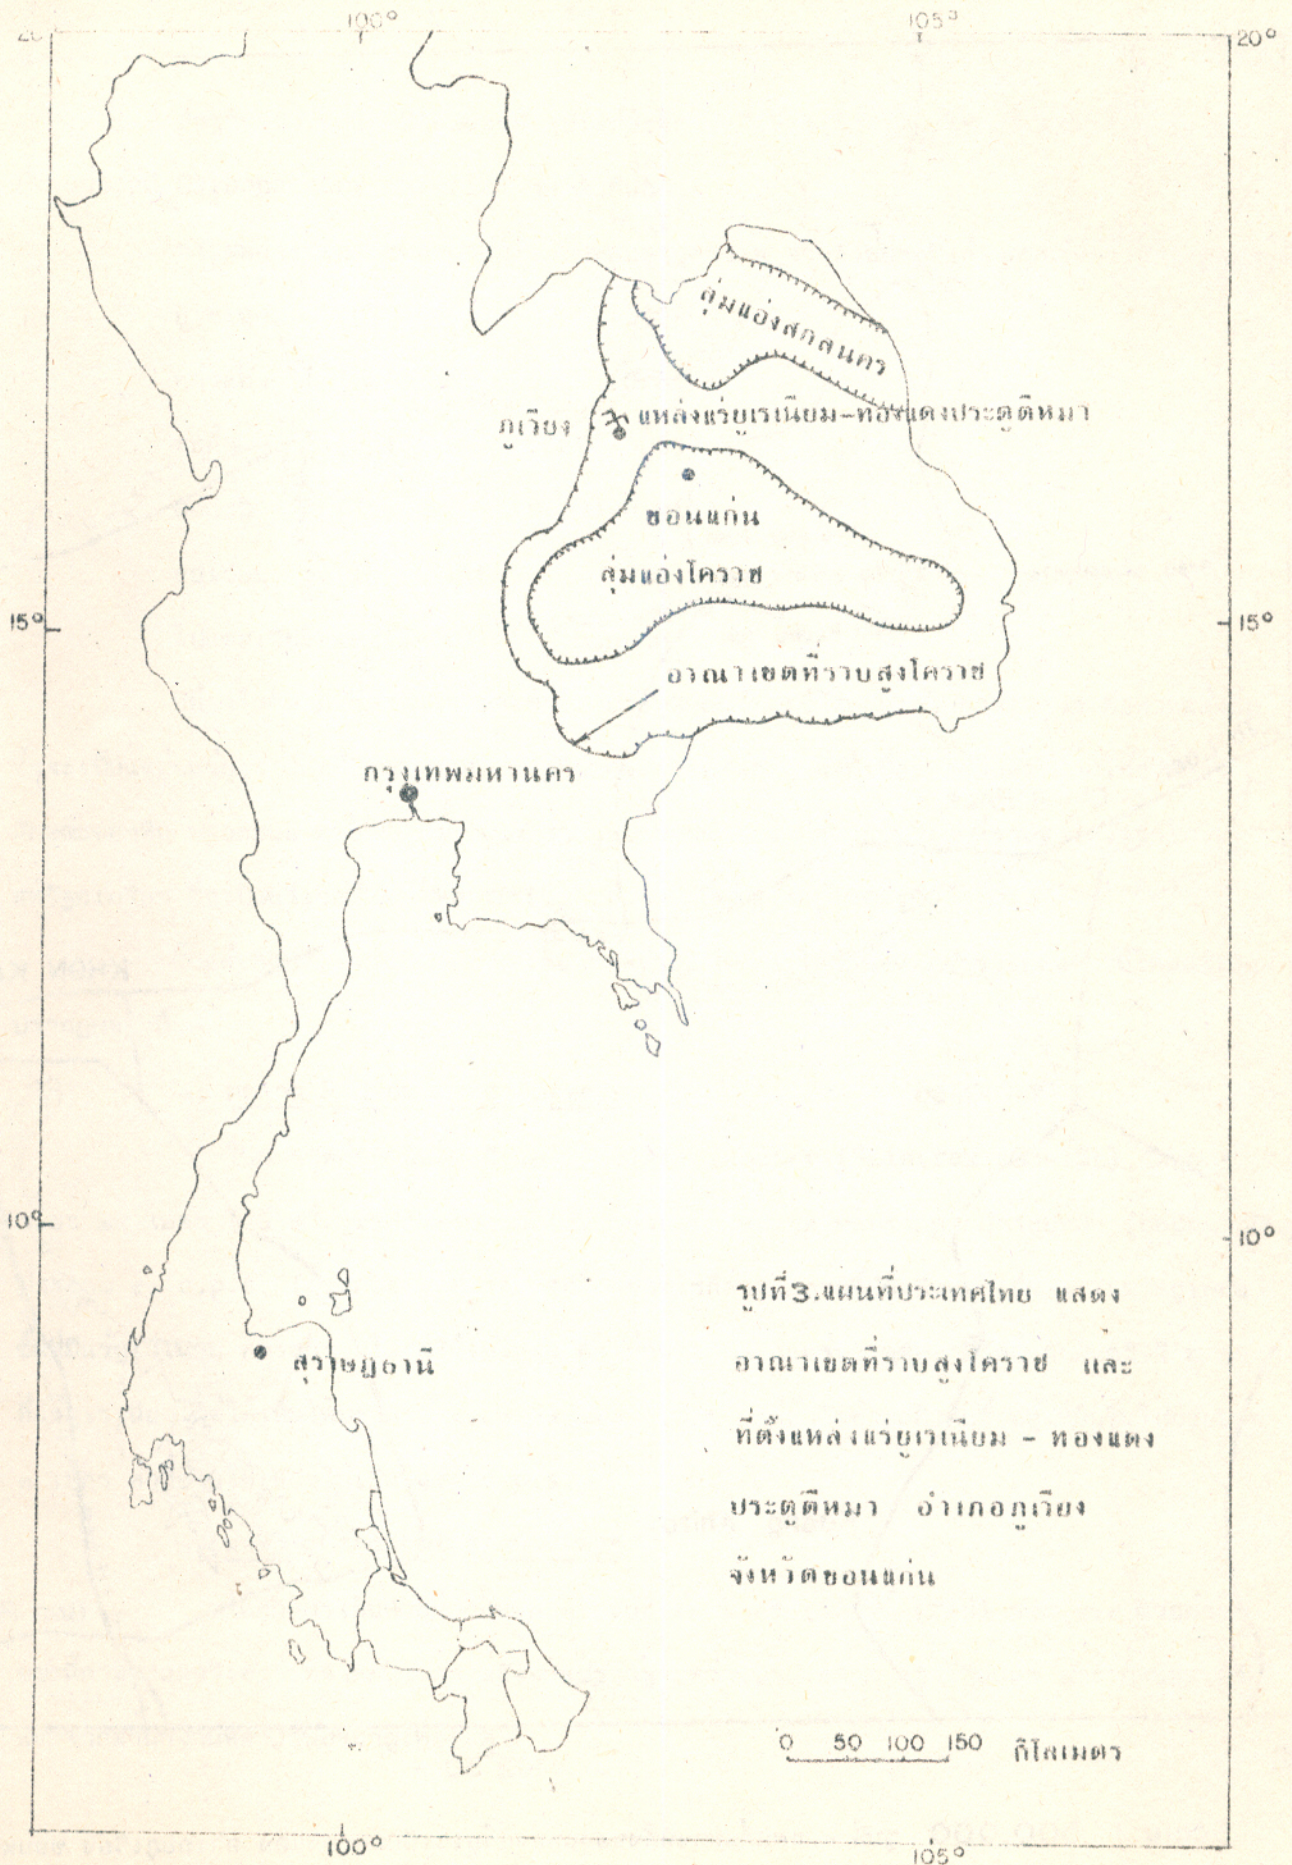 100°
105°
20°
ลุ่มแอ่งสกลนคร
ภูเวียง
แหล่งแร่ยูเรเนียม-ทองแดงประตูตีหมา
ขอนแก่น
ลุ่มแอ่งโคราช
15°
15°
อาณาเขตที่ราบสูงโคราช
กรุงเทพมหานคร
10°
10°
รูปที่3.แผนที่ประเทศไทย แสดง
อาณาเขตที่ราบสูงโคราช และ
ที่ตั้งแหล่งแร่ยูเรเนียม - ทองแดง
ประตูตีหมา อำเภอภูเวียง
จังหวัดขอนแก่น
สุราษฎธานี
0 50 100 150 กิโลเมตร
100°
105°